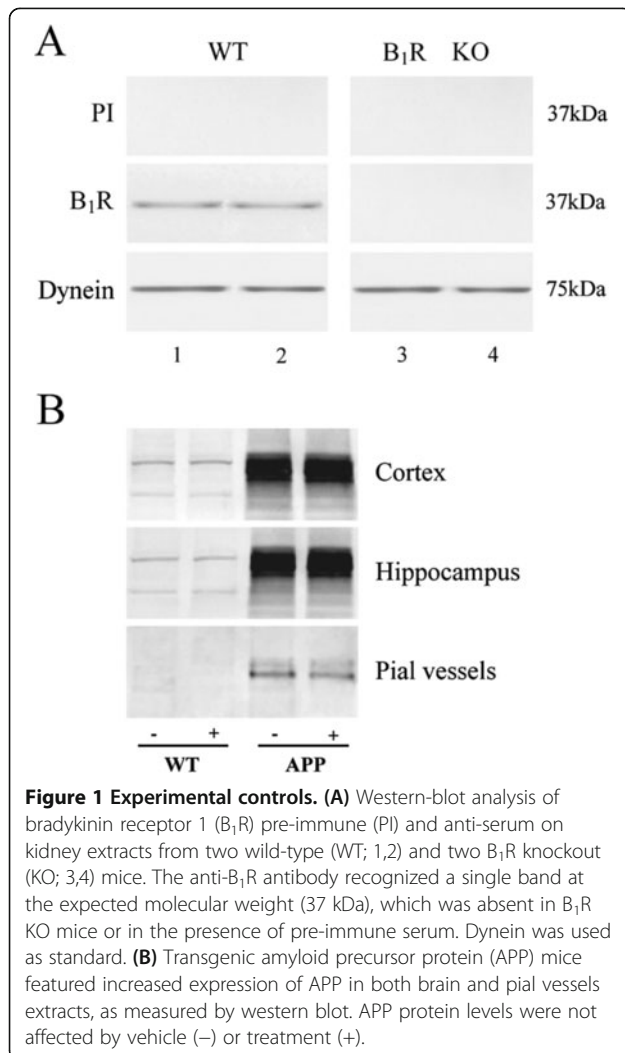 A
WT
B₁R KO
PI
37kDa
B₁R
37kDa
Dynein
75kDa
1 2 3 4
B
Cortex
Hippocampus
Pial vessels
- + - +
WT APP
Figure 1 Experimental controls. (A) Western-blot analysis of
bradykinin receptor 1 (B₁R) pre-immune (PI) and anti-serum on
kidney extracts from two wild-type (WT; 1,2) and two B₁R knockout
(KO; 3,4) mice. The anti-B₁R antibody recognized a single band at
the expected molecular weight (37 kDa), which was absent in B₁R
KO mice or in the presence of pre-immune serum. Dynein was used
as standard. (B) Transgenic amyloid precursor protein (APP) mice
featured increased expression of APP in both brain and pial vessels
extracts, as measured by western blot. APP protein levels were not
affected by vehicle (−) or treatment (+).